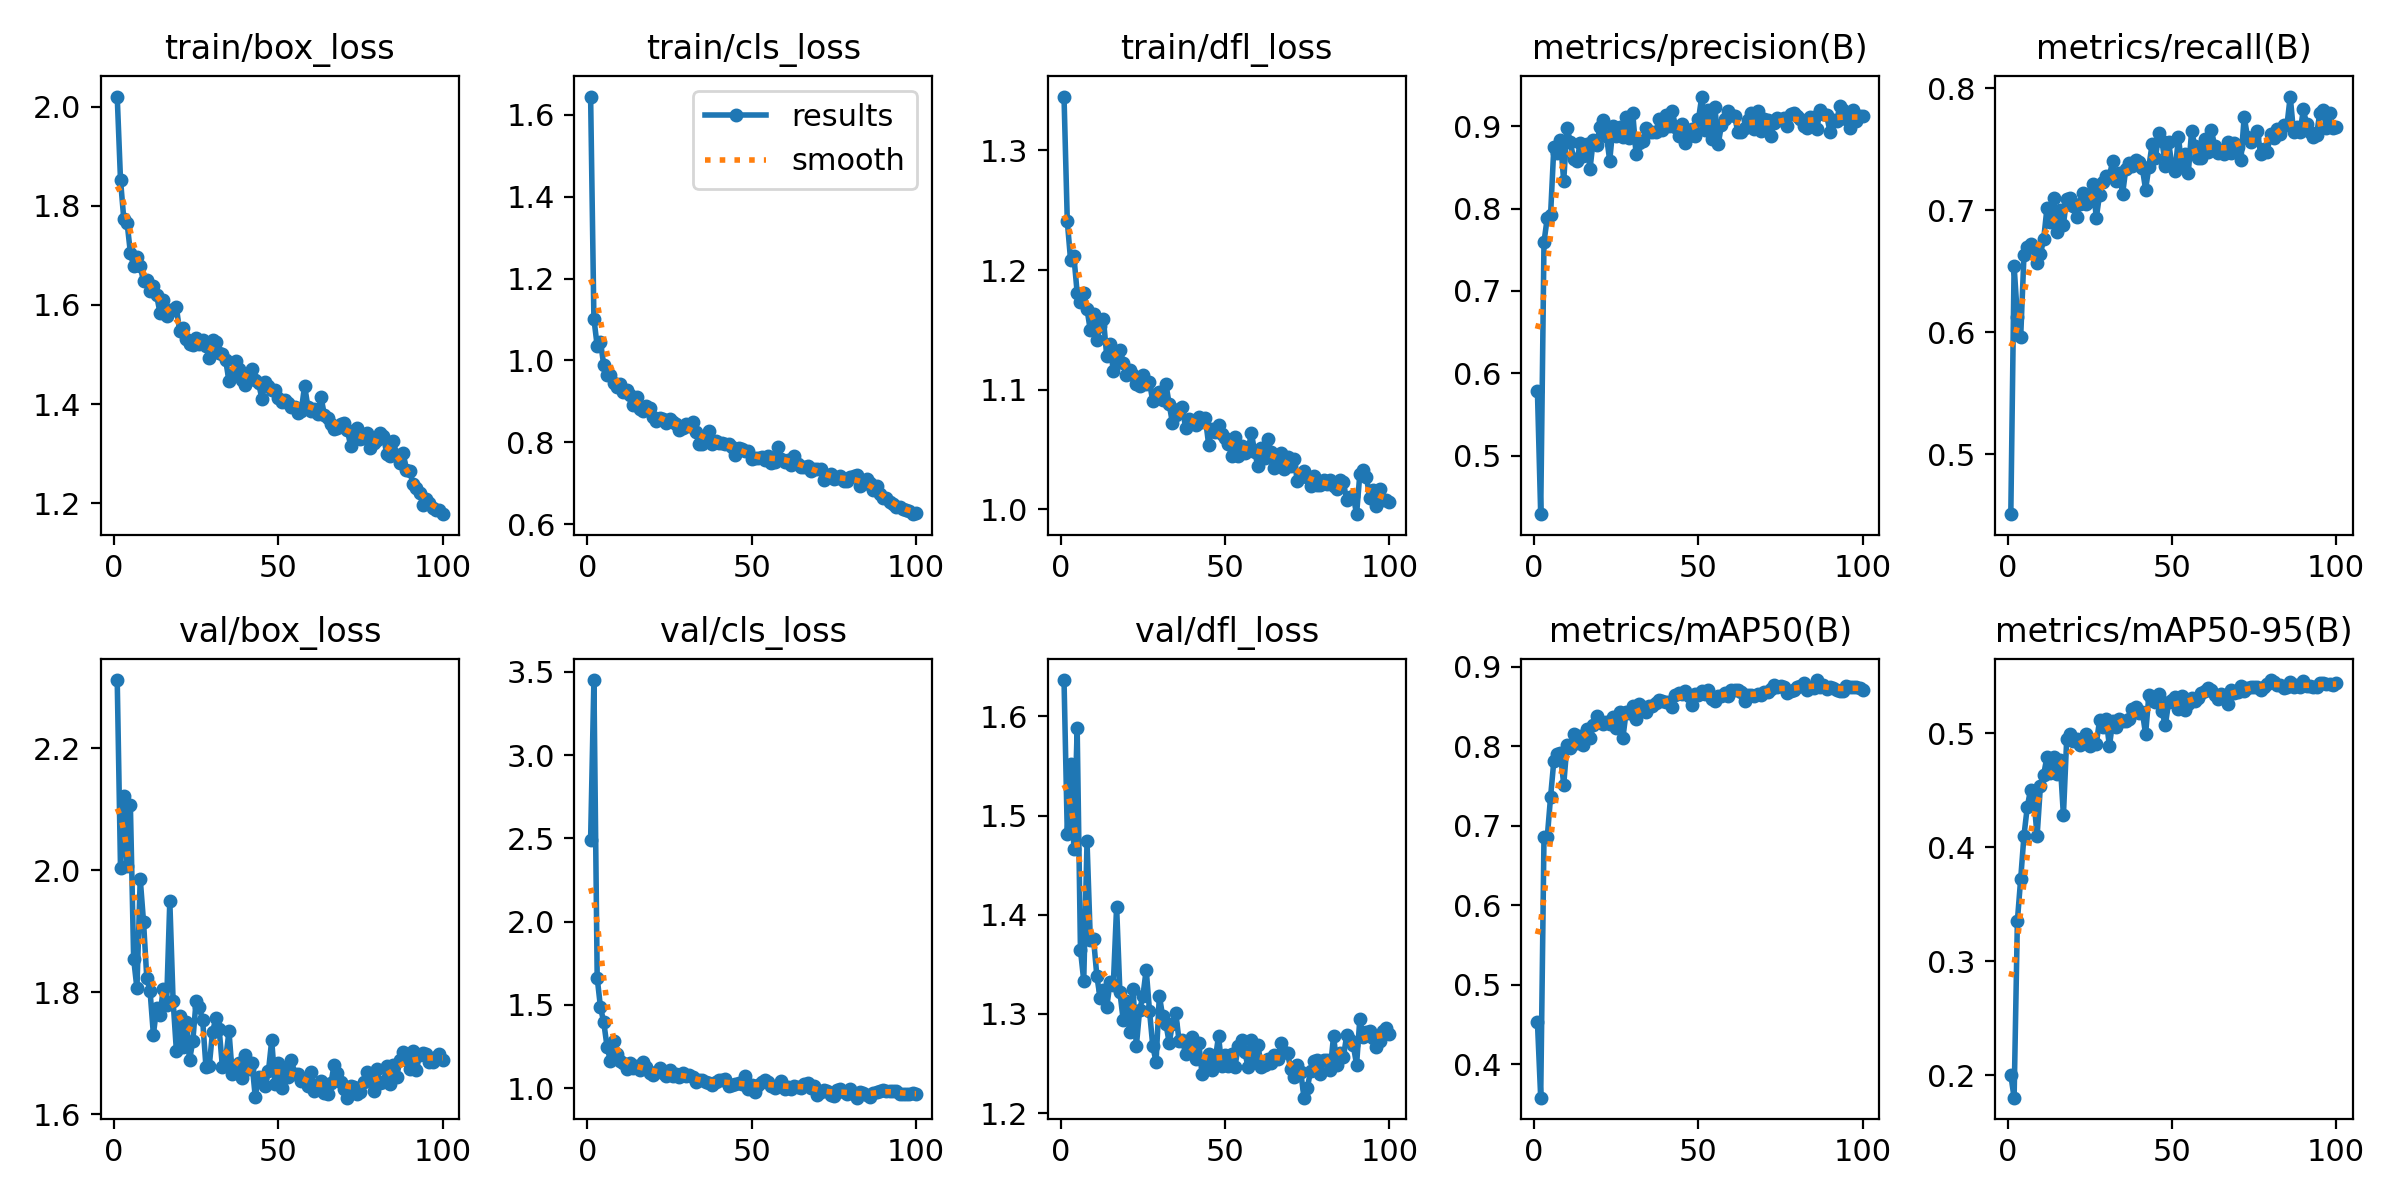 train/box_loss
2.0
1.8
1.6
1.4
1.2
0 50 100
train/cls_loss
results
smooth
1.6
1.4
1.2
1.0
0.8
0.6
0 50 100
train/dfl_loss
1.3
1.2
1.1
1.0
0 50 100
metrics/precision(B)
0.9
0.8
0.7
0.6
0.5
0 50 100
metrics/recall(B)
0.8
0.7
0.6
0.5
0 50 100
val/box_loss
2.2
2.0
1.8
1.6
0 50 100
val/cls_loss
3.5
3.0
2.5
2.0
1.5
1.0
0 50 100
val/dfl_loss
1.6
1.5
1.4
1.3
1.2
0 50 100
metrics/mAP50(B)
0.9
0.8
0.7
0.6
0.5
0.4
0 50 100
metrics/mAP50-95(B)
0.5
0.4
0.3
0.2
0 50 100